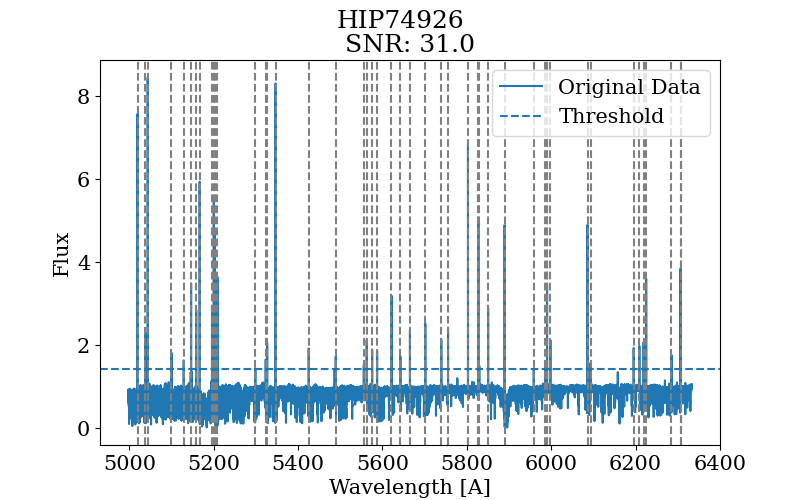 HIP74926
SNR: 31.0
Original Data
Threshold
8
6
4
2
0
Flux
5000 5200 5400 5600 5800 6000 6200 6400
Wavelength [A]